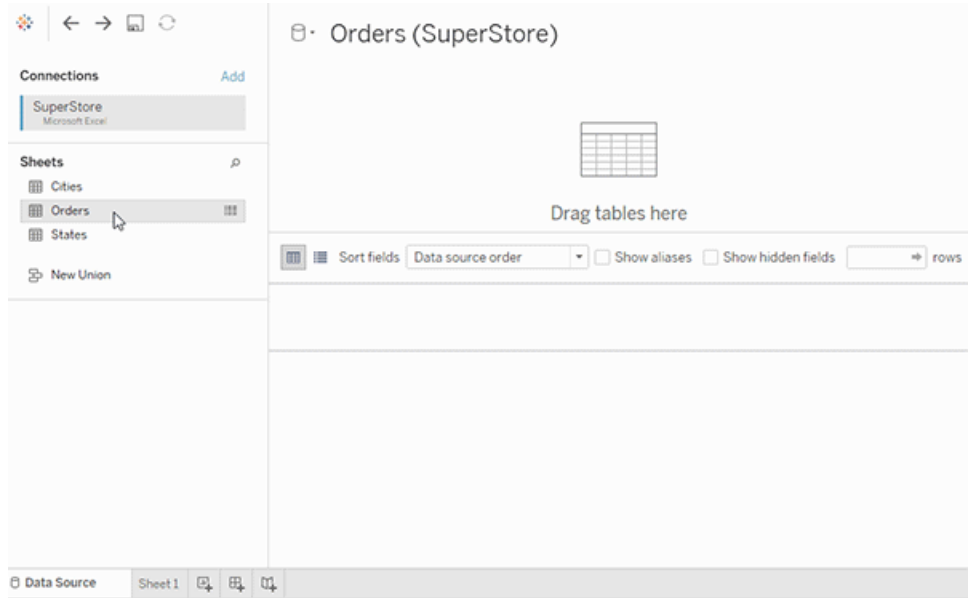 Orders (SuperStore)
Connections Add
SuperStore
Microsoft Excel
Sheets
Cities
Orders
States
New Union
Drag tables here
Sort fields Data source order Show aliases Show hidden fields rows
Data Source Sheet 1